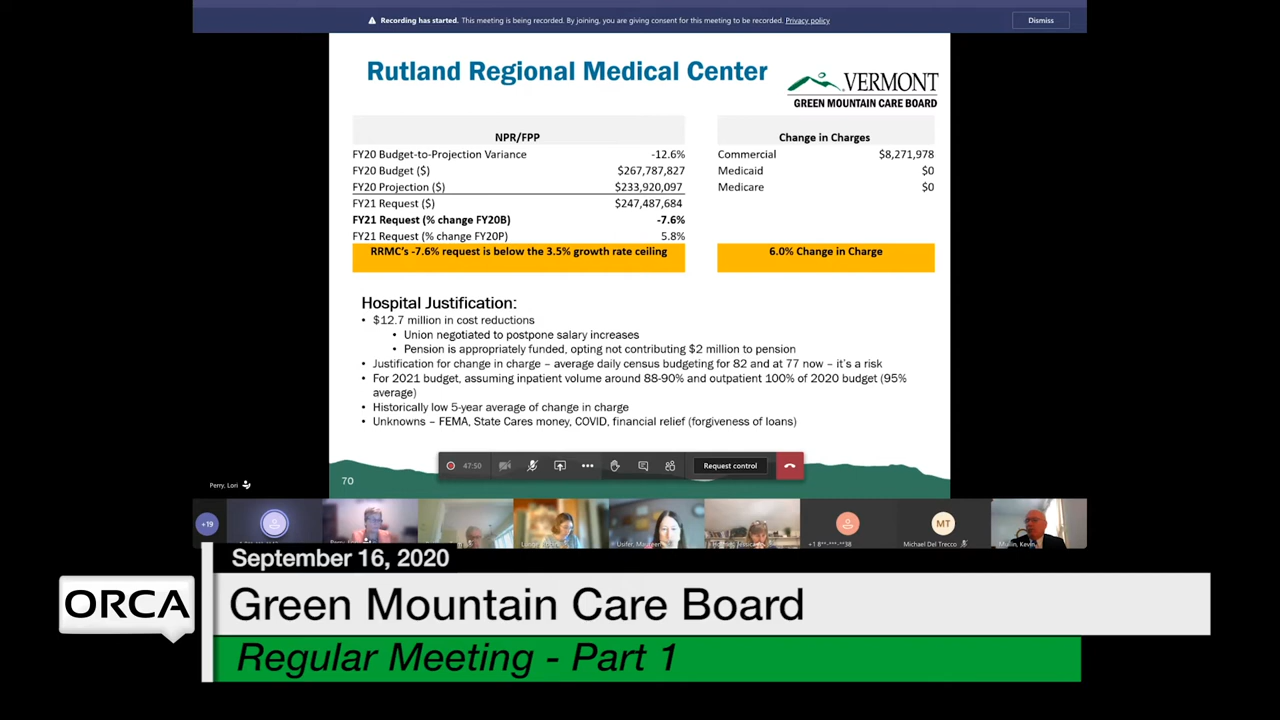 Recording has started. This meeting is being recorded. By joining, you are giving consent for this meeting to be recorded. Privacy policy
Dismiss
Rutland Regional Medical Center
VERMONT
GREEN MOUNTAIN CARE BOARD
NPR/FPP
FY20 Budget-to-Projection Variance -12.6%
FY20 Budget ($) $267,787,827
FY20 Projection ($) $233,920,097
FY21 Request ($) $247,487,684
FY21 Request (% change FY20B) -7.6%
FY21 Request (% change FY20P) 5.8%
RRMC's -7.6% request is below the 3.5% growth rate ceiling
Change in Charges
Commercial $8,271,978
Medicaid $0
Medicare $0
6.0% Change in Charge
Hospital Justification:
• $12.7 million in cost reductions
• Union negotiated to postpone salary increases
• Pension is appropriately funded, opting not contributing $2 million to pension
• Justification for change in charge – average daily census budgeting for 82 and at 77 now – it's a risk
• For 2021 budget, assuming inpatient volume around 88-90% and outpatient 100% of 2020 budget (95%
average)
• Historically low 5-year average of change in charge
• Unknowns – FEMA, State Cares money, COVID, financial relief (forgiveness of loans)
47:50
Request control
70
Perry, Lori
+19
MT
Michael Del Trecco
Mullin, Kevin
September 16, 2020
ORCA
Green Mountain Care Board
Regular Meeting - Part 1